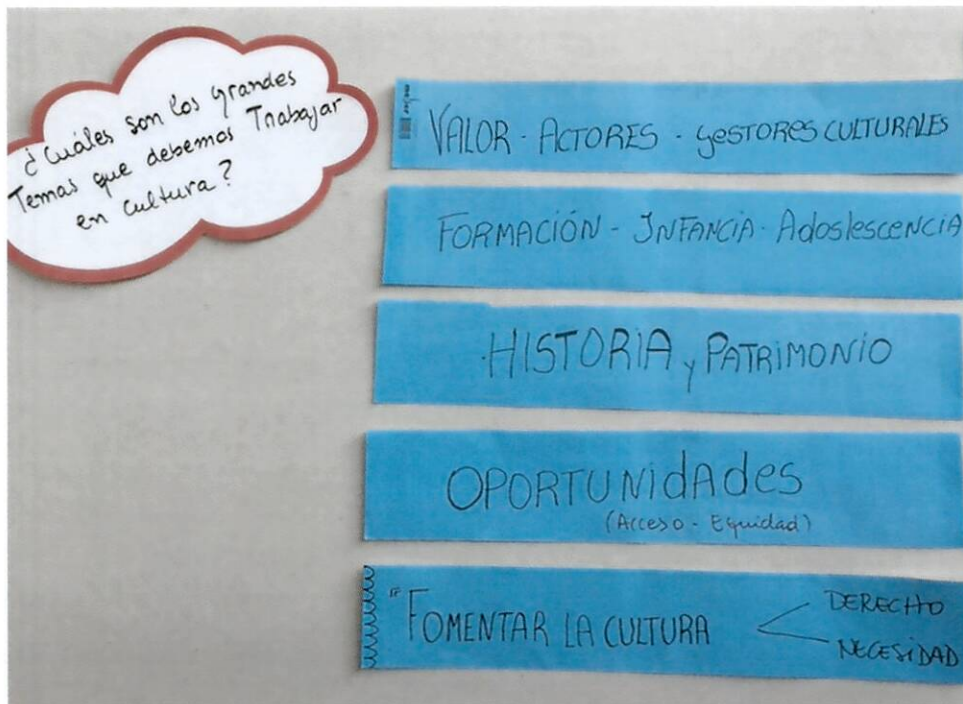 ¿Cuáles son los grandes
Temas que debemos Trabajar
en cultura?
VALOR - ACTORES - gESTORES CULTURALES
FORMACIÓN - INFANCIA - Adoslescencia
HISTORIA y PATRIMONIO
OPORTUNIdAdes
(Acceso - Equidad)
"FOMENTAR LA CULTURA
DERECHO
NECESIDAD